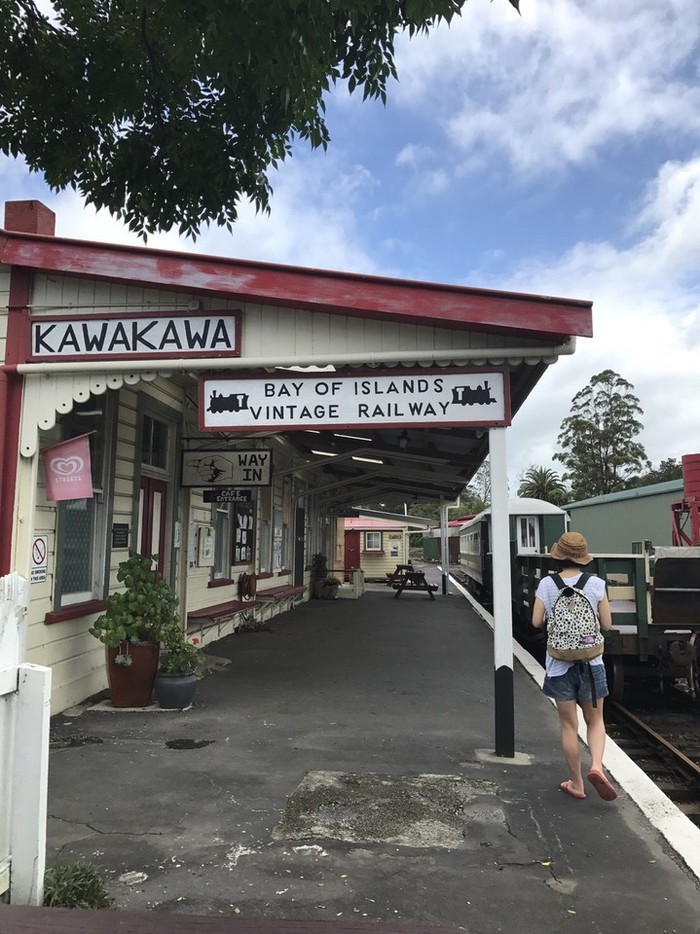 KAWAKAWA
BAY OF ISLANDS
VINTAGE RAILWAY
WAY
IN
CAFE
ENTRANCE
STREETS